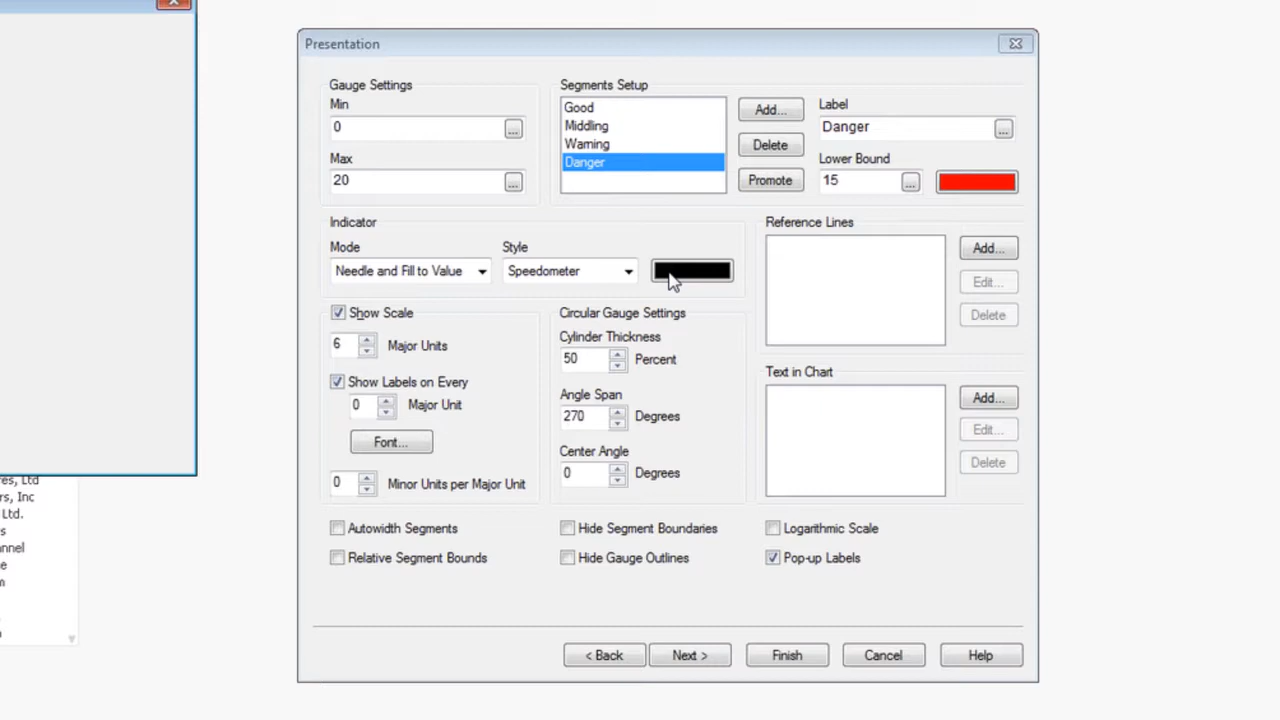 Presentation
Gauge Settings
Min
0
...
Max
20
...
Segments Setup
Good
Middling
Warning
Danger
Add...
Delete
Promote
Label
Danger
...
Lower Bound
15
...
Indicator
Mode
Needle and Fill to Value
Style
Speedometer
Reference Lines
Add...
Edit...
Delete
Show Scale
6
Major Units
Show Labels on Every
0
Major Unit
Font...
0
Minor Units per Major Unit
Circular Gauge Settings
Cylinder Thickness
50
Percent
Angle Span
270
Degrees
Center Angle
0
Degrees
Text in Chart
Add...
Edit...
Delete
Autowidth Segments
Hide Segment Boundaries
Logarithmic Scale
Relative Segment Bounds
Hide Gauge Outlines
Pop-up Labels
< Back
Next >
Finish
Cancel
Help
Ltd
Inc
Ltd.